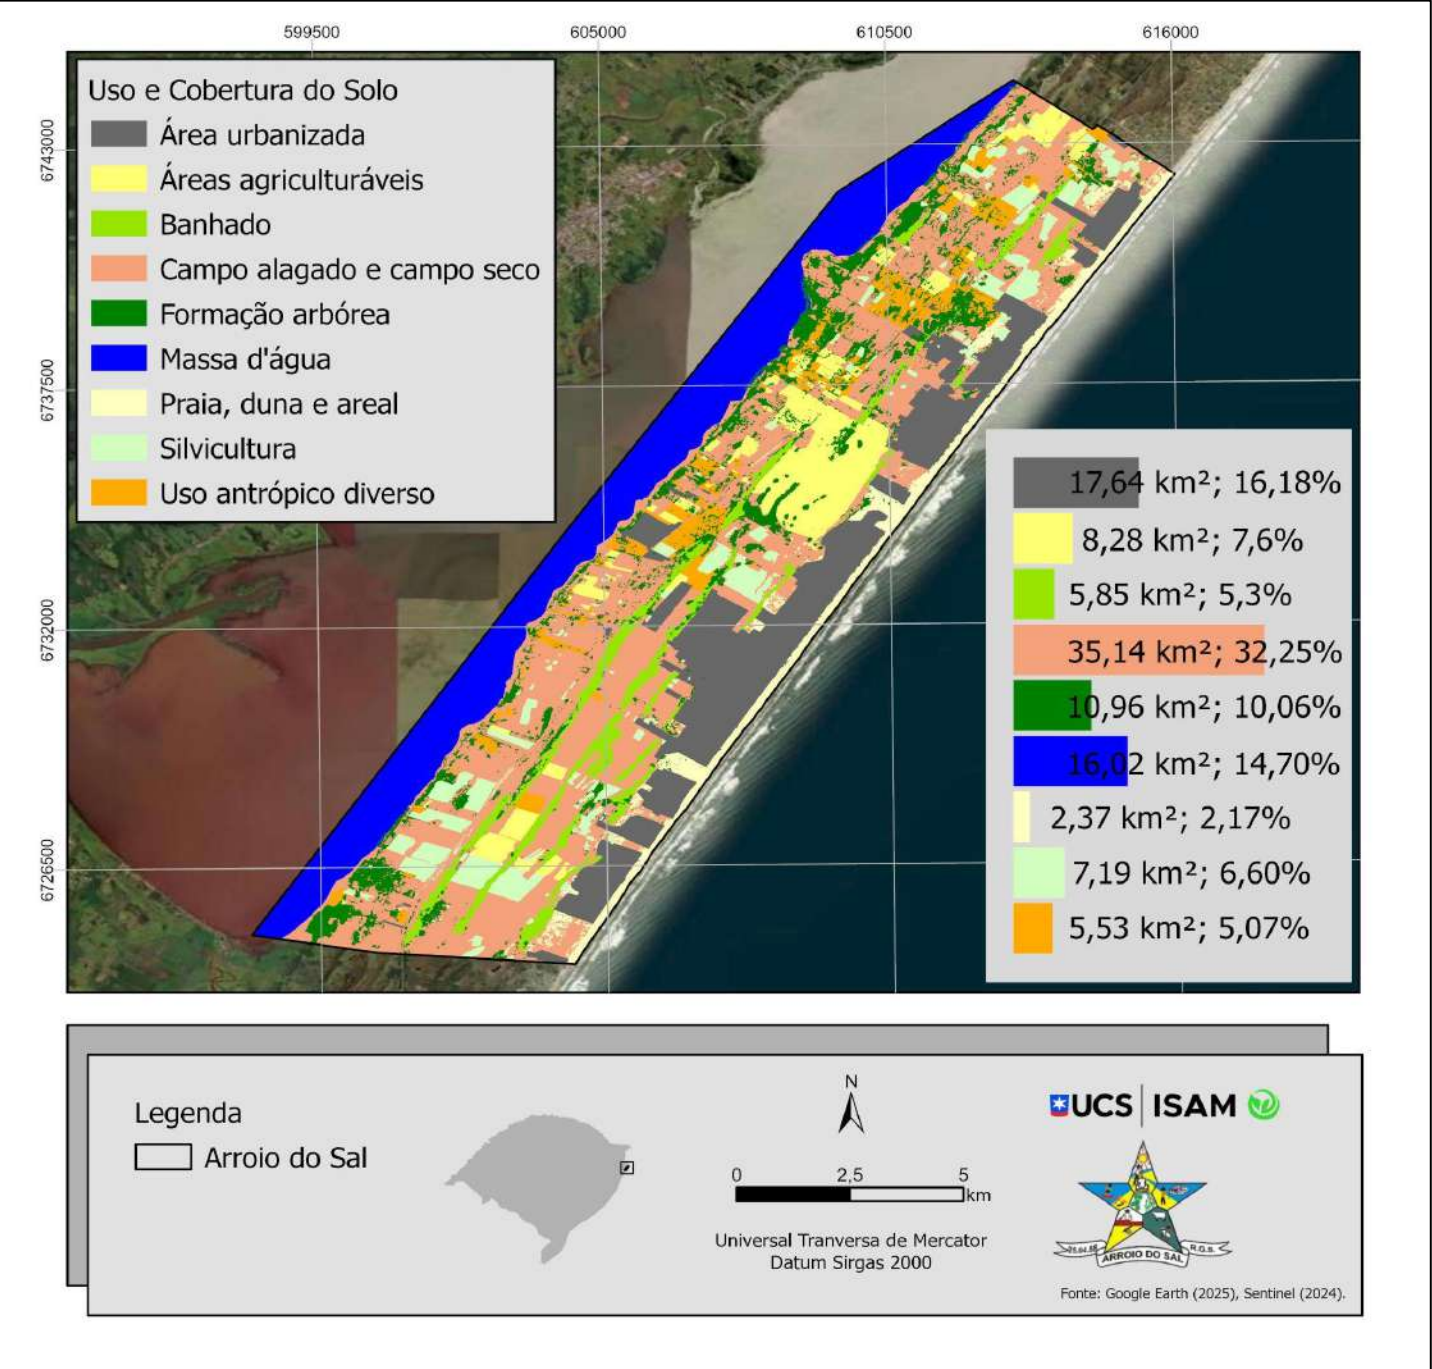 599500
605000
610500
616000
6743000
6737500
6732000
6726500
Uso e Cobertura do Solo
Área urbanizada
Áreas agriculturáveis
Banhado
Campo alagado e campo seco
Formação arbórea
Massa d'água
Praia, duna e areal
Silvicultura
Uso antrópico diverso
17,64 km²; 16,18%
8,28 km²; 7,6%
5,85 km²; 5,3%
35,14 km²; 32,25%
10,96 km²; 10,06%
16,02 km²; 14,70%
2,37 km²; 2,17%
7,19 km²; 6,60%
5,53 km²; 5,07%
Legenda
Arroio do Sal
N
0 2,5 5
km
Universal Tranversa de Mercator
Datum Sirgas 2000
UCS ISAM
ARROIO DO SAL
R.G.S.
Fonte: Google Earth (2025), Sentinel (2024).